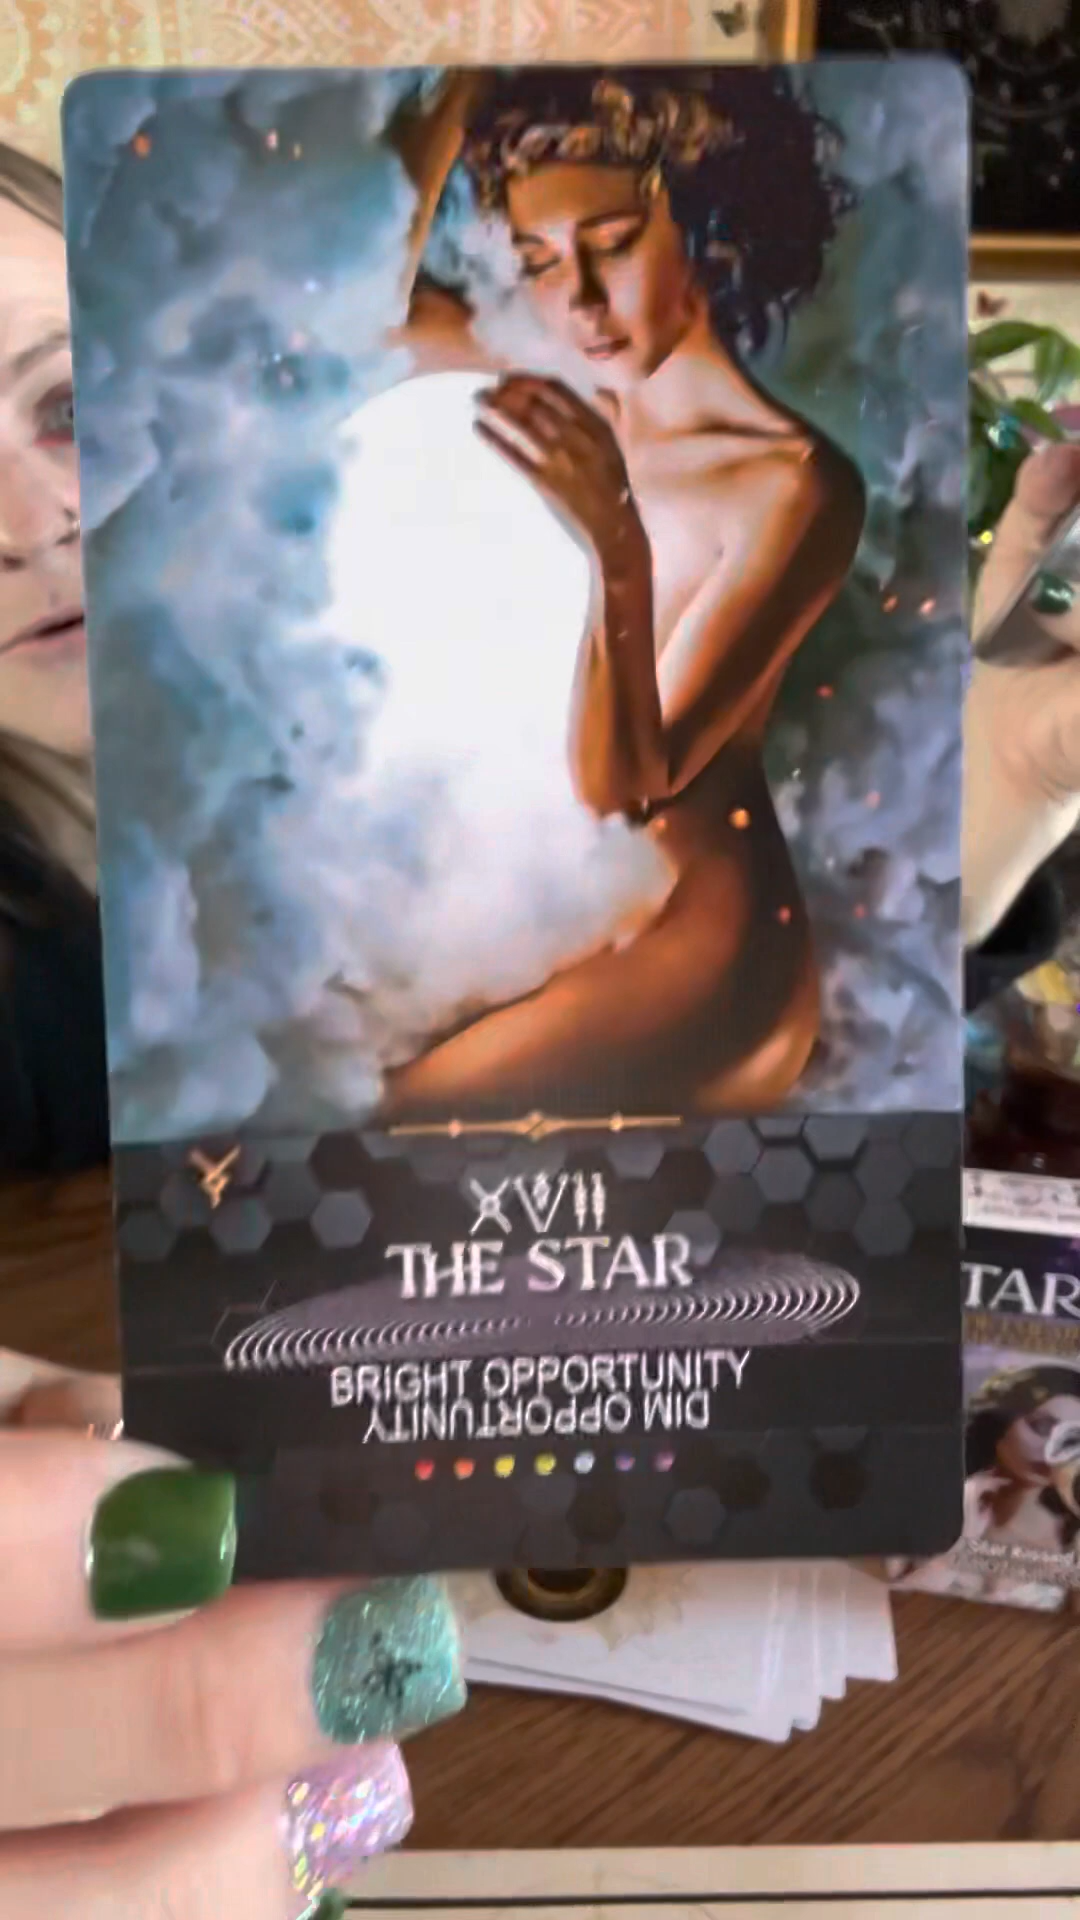 XVII
THE STAR
BRIGHT OPPORTUNITY
DIM OPPORTUNITY
TAR